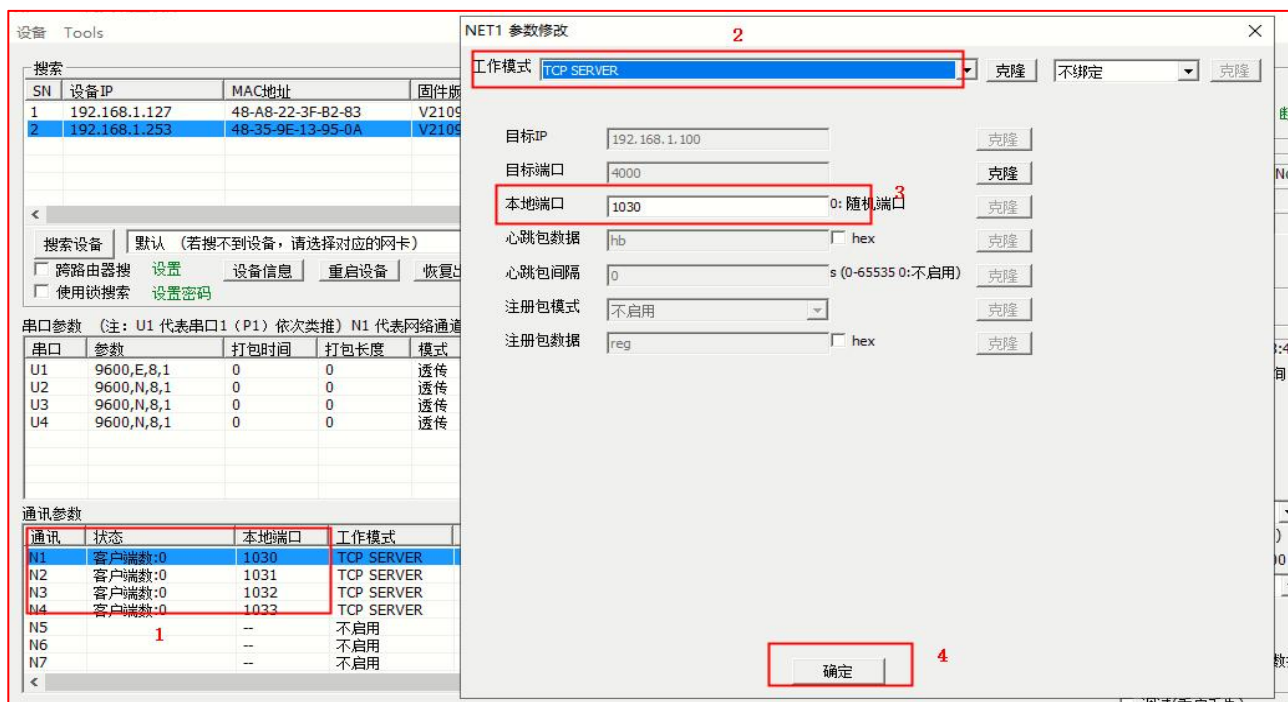 设备 Tools
搜索
SN 设备IP MAC地址 固件版
1 192.168.1.127 48-A8-22-3F-B2-83 V2109
2 192.168.1.253 48-35-9E-13-95-0A V2109
搜索设备 默认 (若搜不到设备，请选择对应的网卡)
跨路由器搜 设置 设备信息 重启设备 恢复出
使用锁搜索 设置密码
串口参数 (注：U1 代表串口1 (P1) 依次类推) N1 代表网络通道
串口 参数 打包时间 打包长度 模式
U1 9600,E,8,1 0 0 透传
U2 9600,N,8,1 0 0 透传
U3 9600,N,8,1 0 0 透传
U4 9600,N,8,1 0 0 透传
通讯参数
通讯 状态 本地端口 工作模式
N1 客户端数:0 1030 TCP SERVER
N2 客户端数:0 1031 TCP SERVER
N3 客户端数:0 1032 TCP SERVER
N4 客户端数:0 1033 TCP SERVER
N5 -- 不启用
N6 -- 不启用
N7 -- 不启用
1
NET1 参数修改
2
工作模式 TCP SERVER 克隆 不绑定 克隆
目标IP 192.168.1.100 克隆
目标端口 4000 克隆
3
本地端口 1030 0: 随机端口 克隆
心跳包数据 hb hex 克隆
心跳包间隔 0 s (0-65535 0:不启用) 克隆
注册包模式 不启用 克隆
注册包数据 reg hex 克隆
确定
4